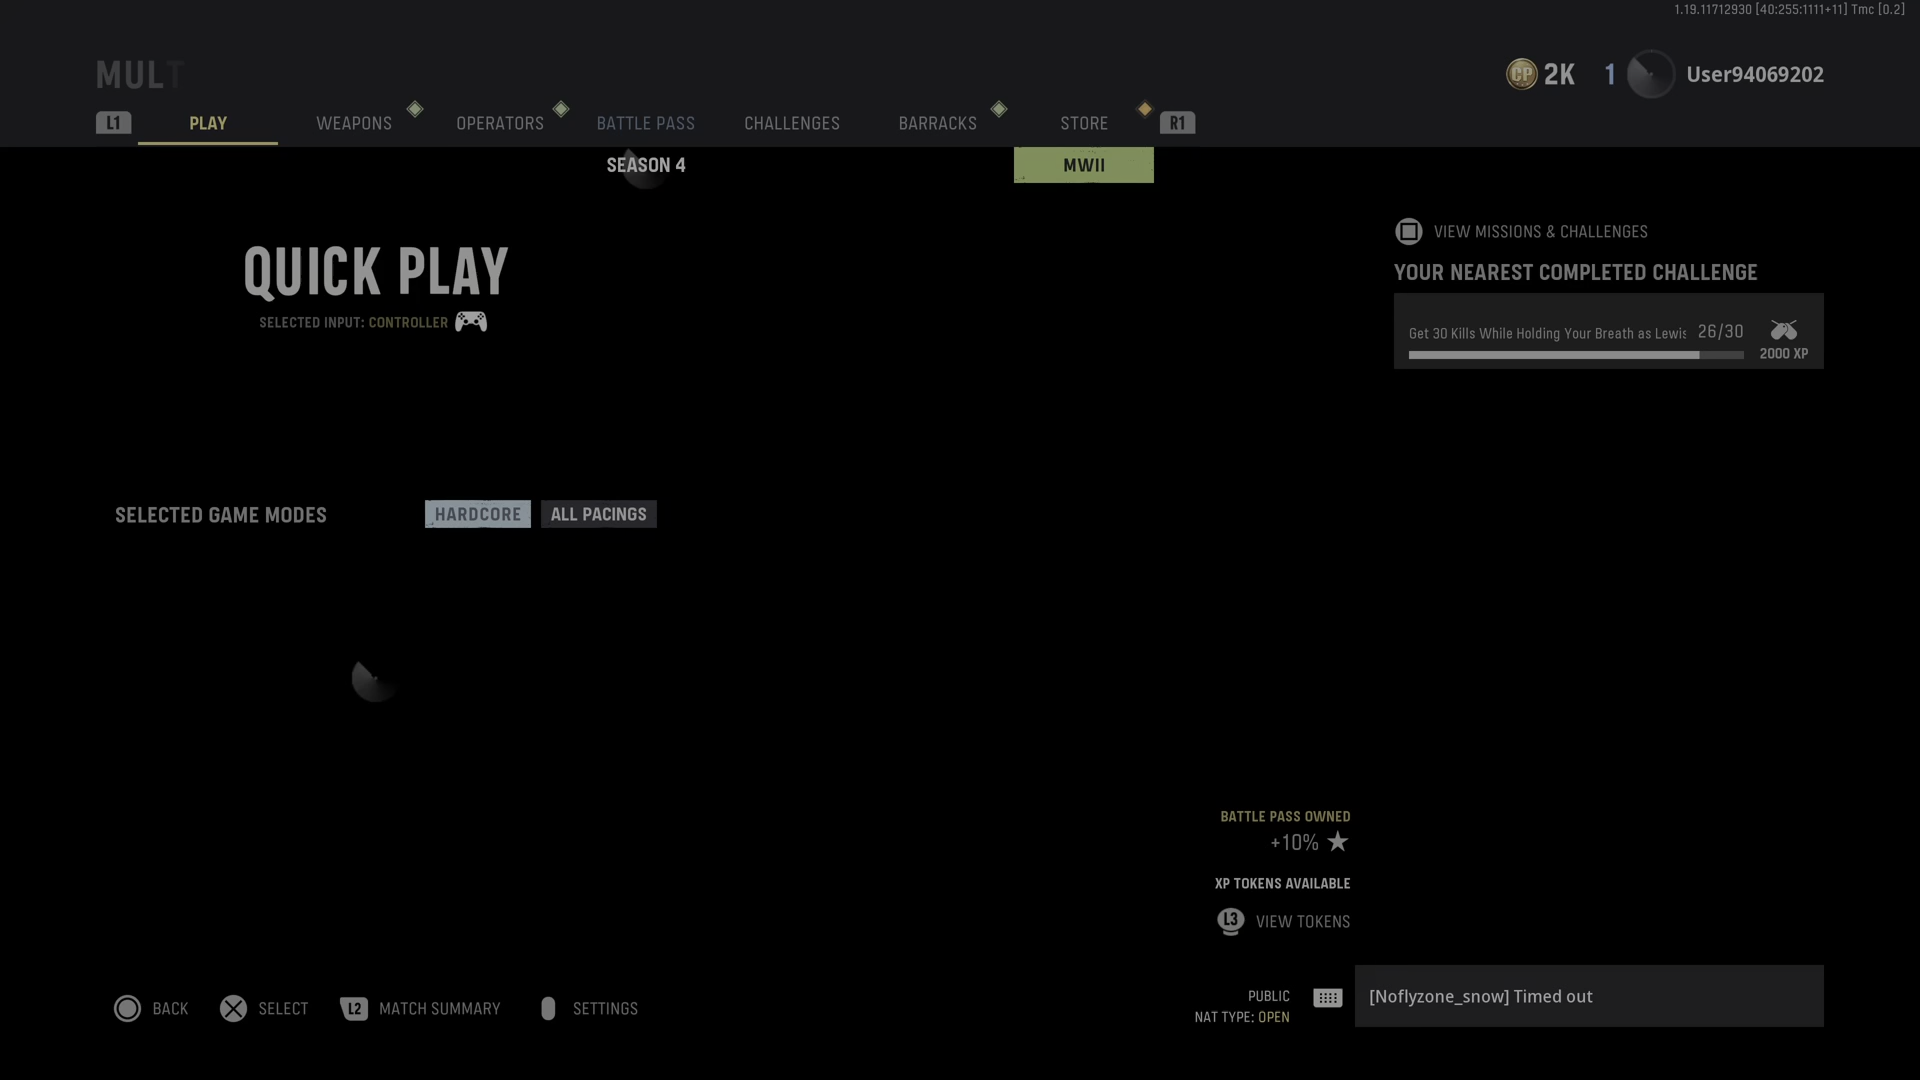 1.19.11712930 [40:255:1111+11] Tmc [0.2]
MULT
CP 2K 1 User94069202
L1 PLAY WEAPONS OPERATORS BATTLE PASS CHALLENGES BARRACKS STORE R1
SEASON 4 MWII
QUICK PLAY
SELECTED INPUT: CONTROLLER
VIEW MISSIONS & CHALLENGES
YOUR NEAREST COMPLETED CHALLENGE
Get 30 Kills While Holding Your Breath as Lewis 26/30
2000 XP
SELECTED GAME MODES HARDCORE ALL PACINGS
BATTLE PASS OWNED
+10%
XP TOKENS AVAILABLE
L3 VIEW TOKENS
BACK SELECT L2 MATCH SUMMARY SETTINGS
PUBLIC
NAT TYPE: OPEN
[Noflyzone_snow] Timed out